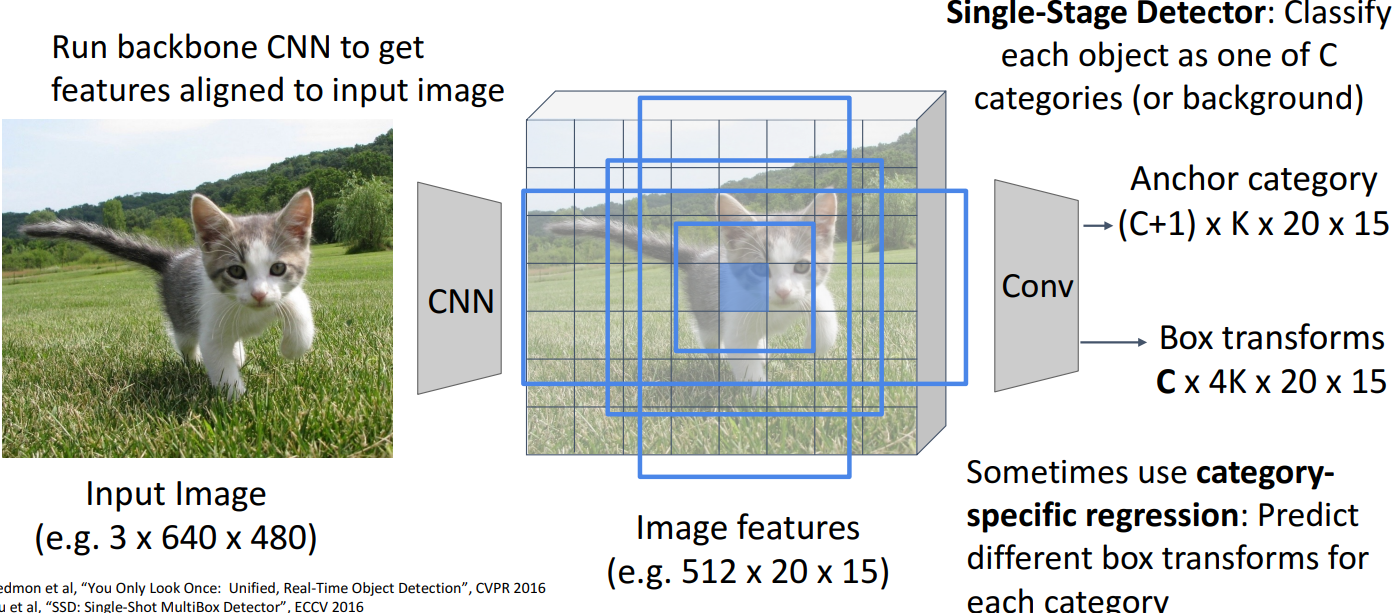 Single-Stage Detector: Classify
each object as one of C
categories (or background)
Run backbone CNN to get
features aligned to input image
CNN
Conv
Anchor category
(C+1) x K x 20 x 15
Box transforms
C x 4K x 20 x 15
Input Image
(e.g. 3 x 640 x 480)
Image features
(e.g. 512 x 20 x 15)
Sometimes use category-
specific regression: Predict
different box transforms for
each category
edmon et al, “You Only Look Once: Unified, Real-Time Object Detection”, CVPR 2016
u et al, “SSD: Single-Shot MultiBox Detector”, ECCV 2016